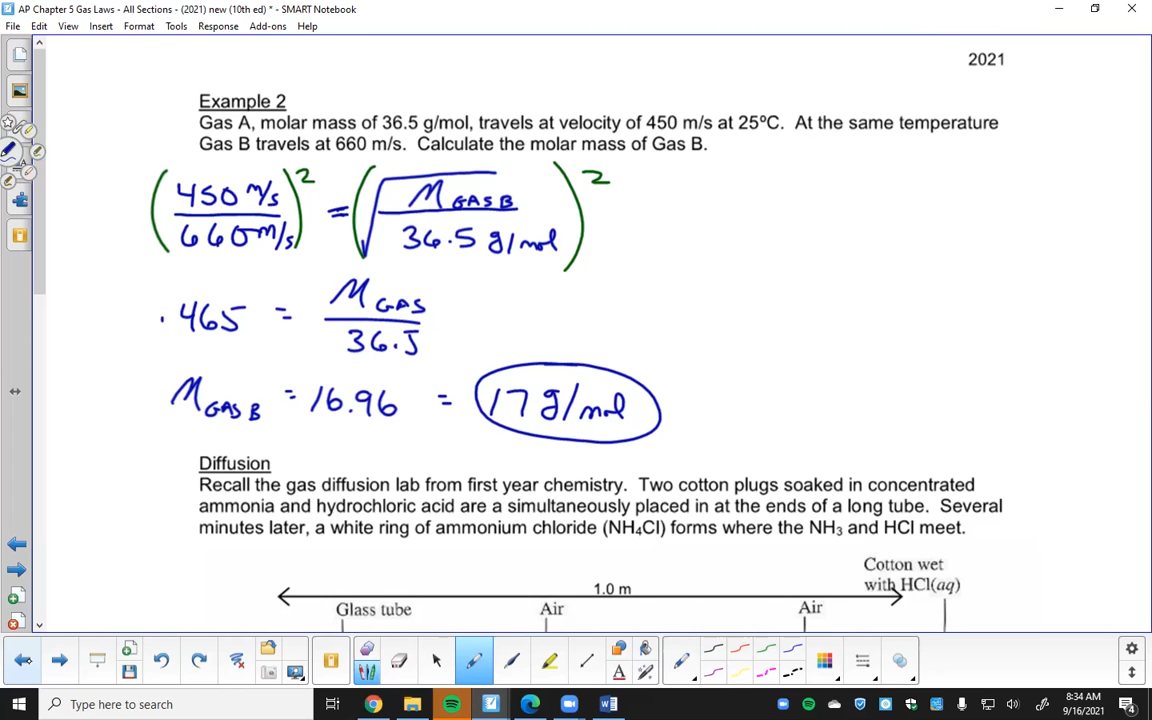 AP Chapter 5 Gas Laws - All Sections - (2021) new (10th ed) * - SMART Notebook
File Edit View Insert Format Tools Response Add-ons Help
2021
Example 2
Gas A, molar mass of 36.5 g/mol, travels at velocity of 450 m/s at 25ºC. At the same temperature
Gas B travels at 660 m/s. Calculate the molar mass of Gas B.
(450 m/s / 660 m/s)² = (√(M GAS B / 36.5 g/mol))²
.465 = M GAS / 36.5
M GAS B = 16.96 = 17 g/mol
Diffusion
Recall the gas diffusion lab from first year chemistry. Two cotton plugs soaked in concentrated
ammonia and hydrochloric acid are a simultaneously placed in at the ends of a long tube. Several
minutes later, a white ring of ammonium chloride (NH₄Cl) forms where the NH₃ and HCl meet.
Cotton wet
with HCl(aq)
1.0 m
Glass tube Air Air
Type here to search
8:34 AM
9/16/2021
4